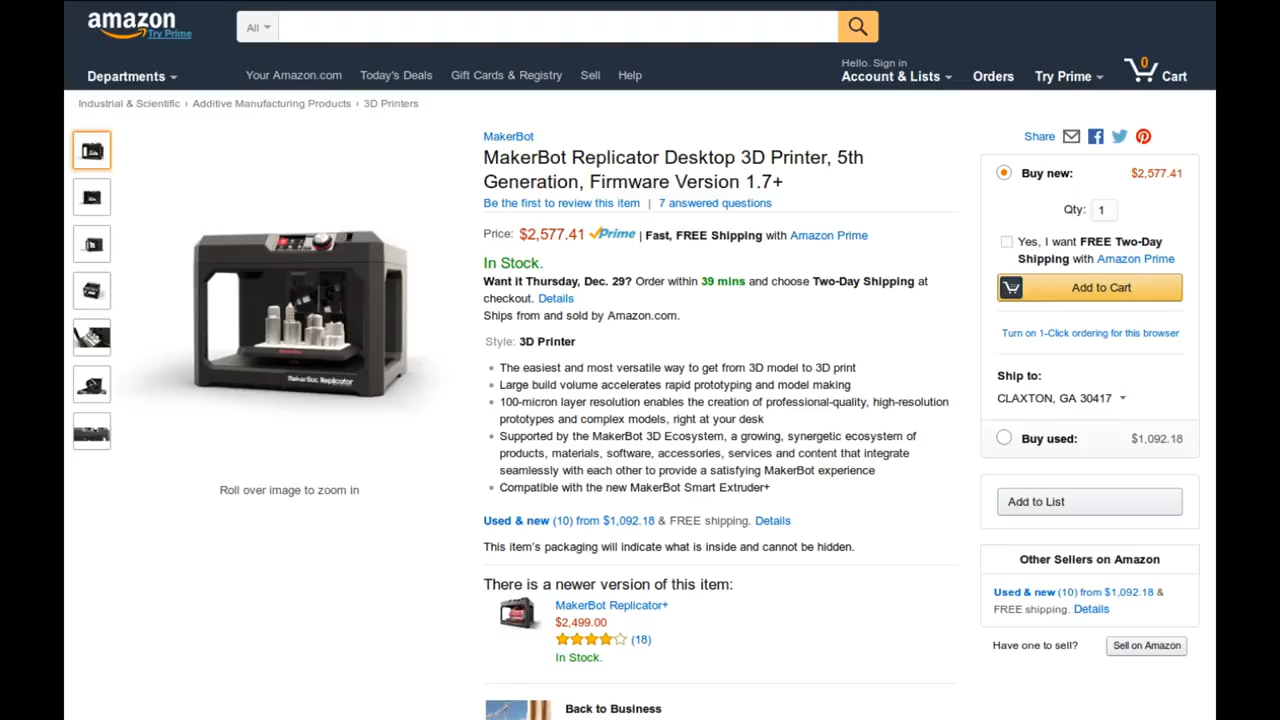 amazon
Try Prime
All
Departments
Your Amazon.com
Today's Deals
Gift Cards & Registry
Sell
Help
Hello. Sign in
Account & Lists
Orders
Try Prime
0
Cart
Industrial & Scientific › Additive Manufacturing Products › 3D Printers
MakerBot Replicator
Roll over image to zoom in
MakerBot
MakerBot Replicator Desktop 3D Printer, 5th
Generation, Firmware Version 1.7+
Be the first to review this item | 7 answered questions
Price: $2,577.41 Prime | Fast, FREE Shipping with Amazon Prime
In Stock.
Want it Thursday, Dec. 29? Order within 39 mins and choose Two-Day Shipping at
checkout. Details
Ships from and sold by Amazon.com.
Style: 3D Printer
The easiest and most versatile way to get from 3D model to 3D print
Large build volume accelerates rapid prototyping and model making
100-micron layer resolution enables the creation of professional-quality, high-resolution
prototypes and complex models, right at your desk
Supported by the MakerBot 3D Ecosystem, a growing, synergetic ecosystem of
products, materials, software, accessories, services and content that integrate
seamlessly with each other to provide a satisfying MakerBot experience
Compatible with the new MakerBot Smart Extruder+
Used & new (10) from $1,092.18 & FREE shipping. Details
This item's packaging will indicate what is inside and cannot be hidden.
There is a newer version of this item:
MakerBot Replicator+
$2,499.00
(18)
In Stock.
Back to Business
Share
Buy new:
$2,577.41
Qty: 1
Yes, I want FREE Two-Day
Shipping with Amazon Prime
Add to Cart
Turn on 1-Click ordering for this browser
Ship to:
CLAXTON, GA 30417
Buy used:
$1,092.18
Add to List
Other Sellers on Amazon
Used & new (10) from $1,092.18 &
FREE shipping. Details
Have one to sell?
Sell on Amazon